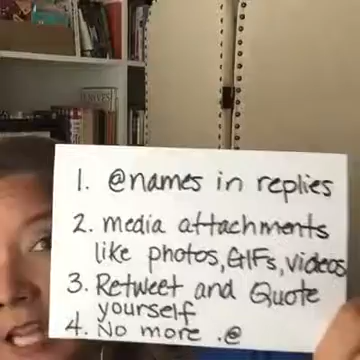 1. @names in replies
2. media attachments
like photos, GIFs, videos
3. Retweet and Quote
yourself
4. No more .@